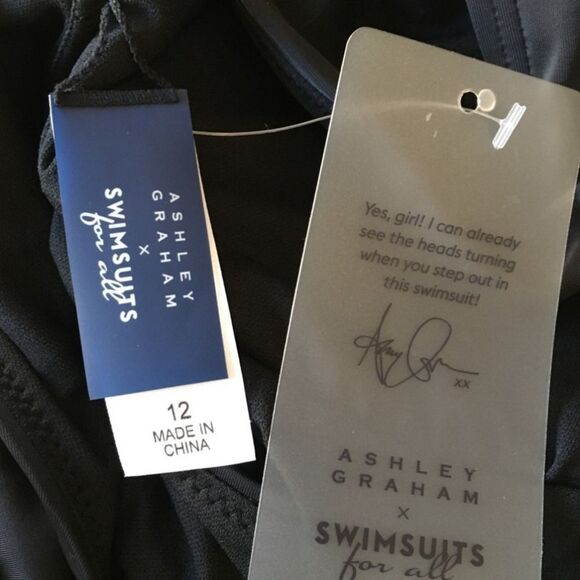 ASHLEY
GRAHAM
X
SWIMSUITS
for all
12
MADE IN
CHINA
Yes, girl! I can already
see the heads turning
when you step out in
this swimsuit!
xx
ASHLEY
GRAHAM
X
SWIMSUITS
for all